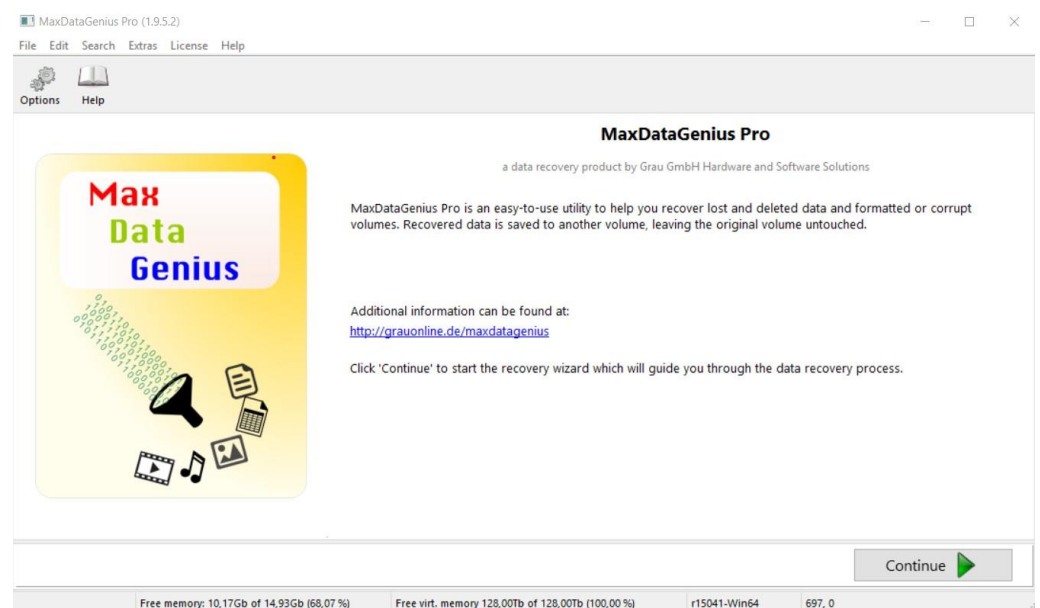 MaxDataGenius Pro (1.9.5.2)
File Edit Search Extras License Help
Options Help
Max
Data
Genius
MaxDataGenius Pro
a data recovery product by Grau GmbH Hardware and Software Solutions
MaxDataGenius Pro is an easy-to-use utility to help you recover lost and deleted data and formatted or corrupt
volumes. Recovered data is saved to another volume, leaving the original volume untouched.
Additional information can be found at:
http://grauonline.de/maxdatagenius
Click 'Continue' to start the recovery wizard which will guide you through the data recovery process.
Continue
Free memory: 10,17Gb of 14,93Gb (68,07 %) Free virt. memory 128,00Tb of 128,00Tb (100,00 %) r15041-Win64 697, 0